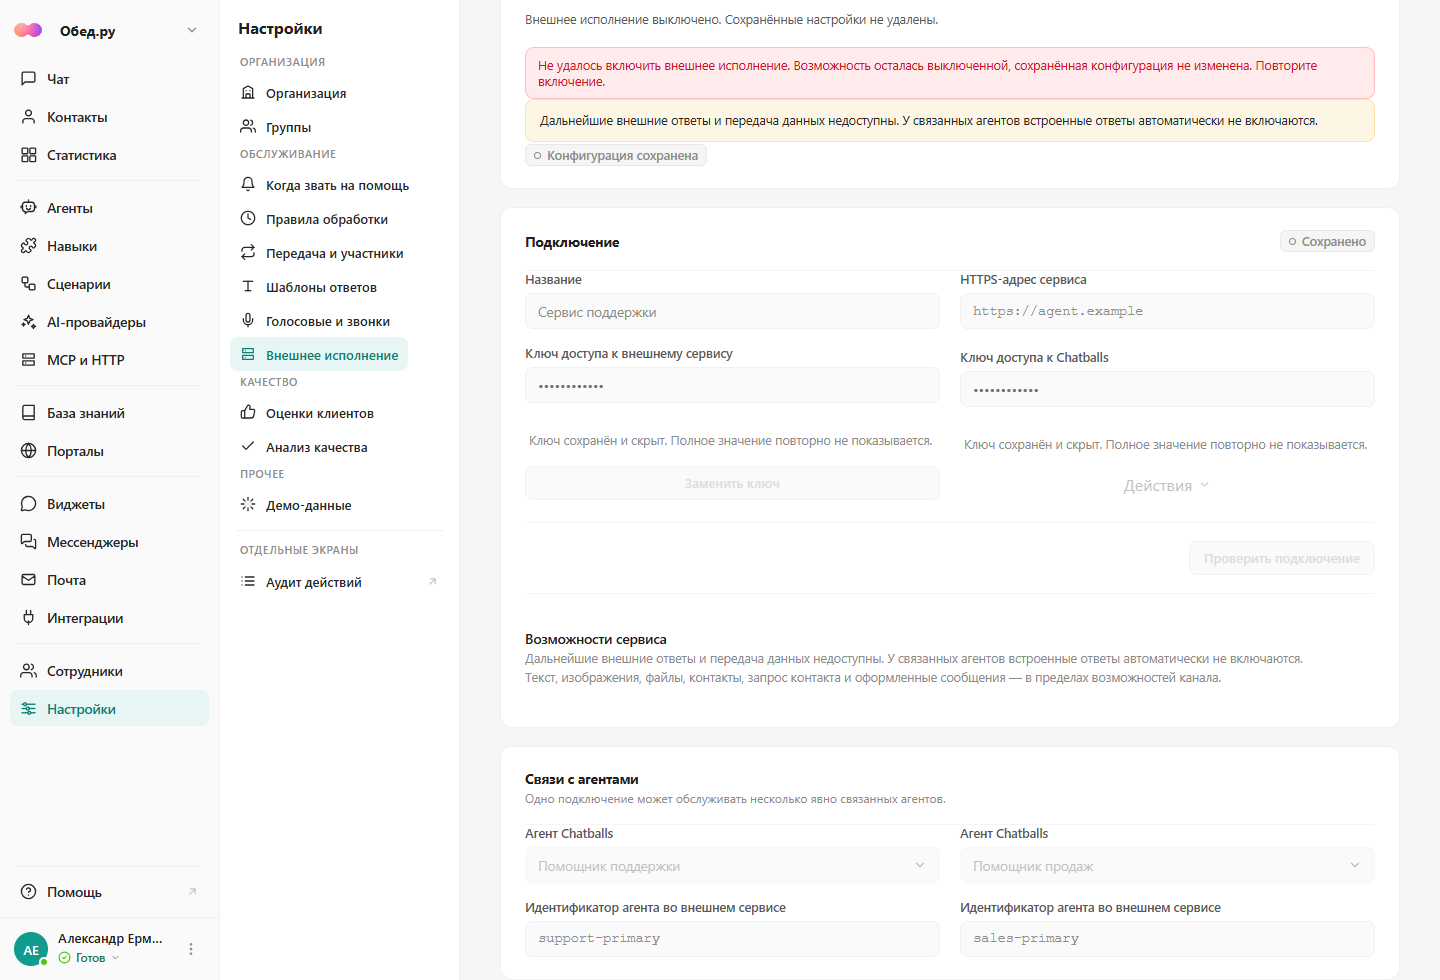 Обед.ру
Чат
Контакты
Статистика
Агенты
Навыки
Сценарии
AI-провайдеры
MCP и HTTP
База знаний
Порталы
Виджеты
Мессенджеры
Почта
Интеграции
Сотрудники
Настройки
Помощь
АЕ
Александр Ерм...
Готов
Настройки
ОРГАНИЗАЦИЯ
Организация
Группы
ОБСЛУЖИВАНИЕ
Когда звать на помощь
Правила обработки
Передача и участники
Шаблоны ответов
Голосовые и звонки
Внешнее исполнение
КАЧЕСТВО
Оценки клиентов
Анализ качества
ПРОЧЕЕ
Демо-данные
ОТДЕЛЬНЫЕ ЭКРАНЫ
Аудит действий
Внешнее исполнение выключено. Сохранённые настройки не удалены.
Не удалось включить внешнее исполнение. Возможность осталась выключенной, сохранённая конфигурация не изменена. Повторите
включение.
Дальнейшие внешние ответы и передача данных недоступны. У связанных агентов встроенные ответы автоматически не включаются.
Конфигурация сохранена
Подключение
Сохранено
Название
HTTPS-адрес сервиса
Сервис поддержки
https://agent.example
Ключ доступа к внешнему сервису
Ключ доступа к Chatballs
••••••••••••
••••••••••••
Ключ сохранён и скрыт. Полное значение повторно не показывается.
Ключ сохранён и скрыт. Полное значение повторно не показывается.
Заменить ключ
Действия
Проверить подключение
Возможности сервиса
Дальнейшие внешние ответы и передача данных недоступны. У связанных агентов встроенные ответы автоматически не включаются.
Текст, изображения, файлы, контакты, запрос контакта и оформленные сообщения — в пределах возможностей канала.
Связи с агентами
Одно подключение может обслуживать несколько явно связанных агентов.
Агент Chatballs
Агент Chatballs
Помощник поддержки
Помощник продаж
Идентификатор агента во внешнем сервисе
Идентификатор агента во внешнем сервисе
support-primary
sales-primary